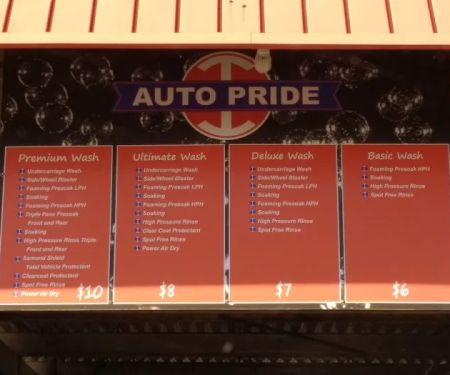 AUTO PRIDE
Premium Wash
Undercarriage Wash
Side/Wheel Blaster
Foaming Presoak LPH
Soaking
Foaming Presoak HPH
Triple Foam Presoak
Front and Rear
Soaking
High Pressure Rinse Triple
Front and Rear
Samurai Shield
Total Vehicle Protectant
Clearcoat Protectant
Spot Free Rinse
Power Air Dry
$10
Ultimate Wash
Undercarriage Wash
Side/Wheel Blaster
Foaming Presoak LPH
Soaking
Foaming Presoak HPH
Soaking
High Pressure Rinse
Clear Coat Protectant
Spot Free Rinse
Power Air Dry
$8
Deluxe Wash
Undercarriage Wash
Side/Wheel Blaster
Foaming Presoak LPH
Soaking
Foaming Presoak HPH
Soaking
High Pressure Rinse
Spot Free Rinse
$7
Basic Wash
Foaming Presoak HPH
Soaking
High Pressure Rinse
Spot Free Rinse
$6